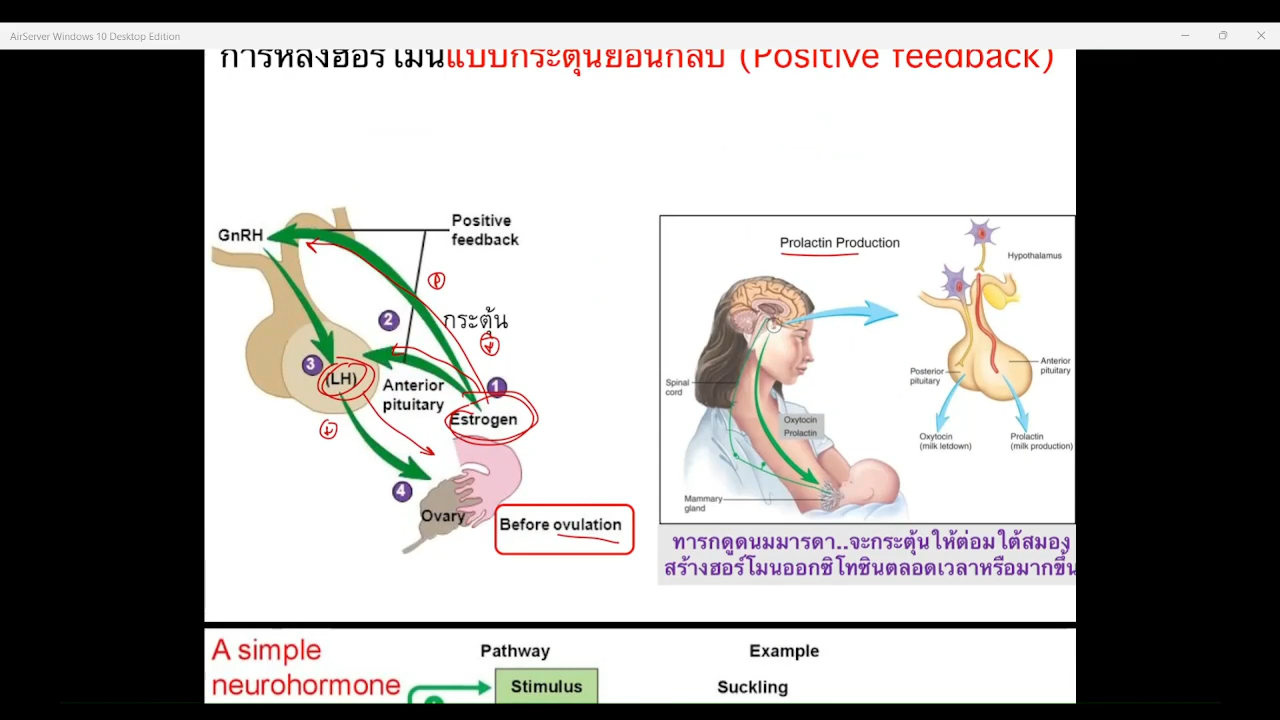 AirServer Windows 10 Desktop Edition
การหลั่งฮอร์โมนแบบกระตุ้นย้อนกลับ (Positive feedback)
GnRH
Positive
feedback
2
กระตุ้น
3
(LH)
Anterior
pituitary
1
Estrogen
4
Ovary
Before ovulation
Prolactin Production
Hypothalamus
Spinal
cord
Posterior
pituitary
Anterior
pituitary
Oxytocin
Prolactin
Oxytocin
(milk letdown)
Prolactin
(milk production)
Mammary
gland
ทารกดูดนมมารดา..จะกระตุ้นให้ต่อมใต้สมอง
สร้างฮอร์โมนออกซิโทซินตลอดเวลาหรือมากขึ้น
A simple
neurohormone
Pathway
Example
Stimulus
Suckling